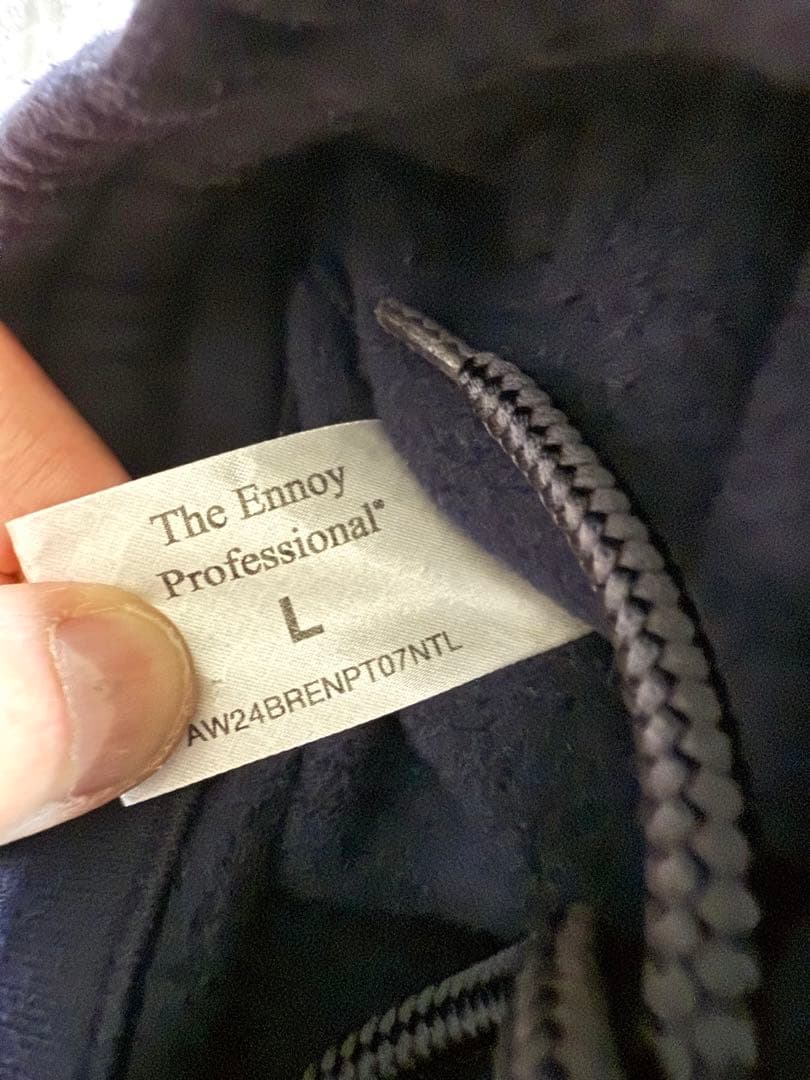 The Ennoy
Professional®
L
AW24BRENPT07NTL